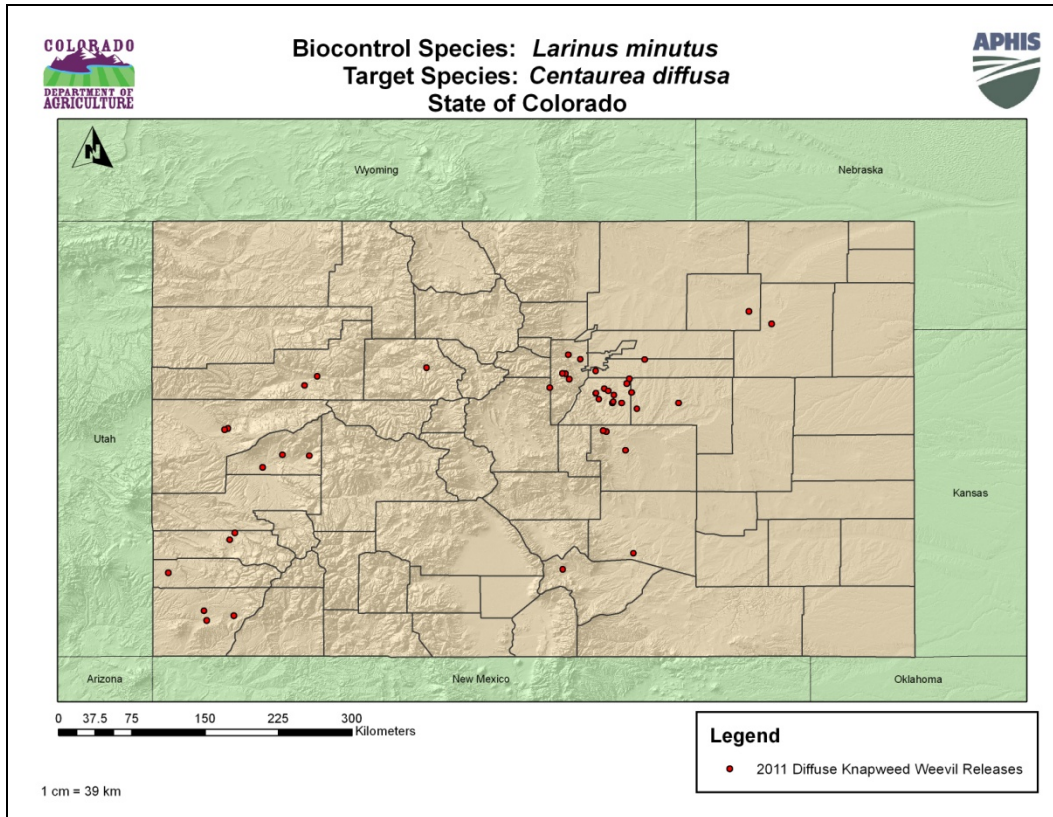 COLORADO
DEPARTMENT OF
AGRICULTURE
Biocontrol Species: Larinus minutus
Target Species: Centaurea diffusa
State of Colorado
APHIS
N
Wyoming
Nebraska
Utah
Kansas
Arizona
New Mexico
Oklahoma
0 37.5 75 150 225 300
Kilometers
1 cm = 39 km
Legend
2011 Diffuse Knapweed Weevil Releases